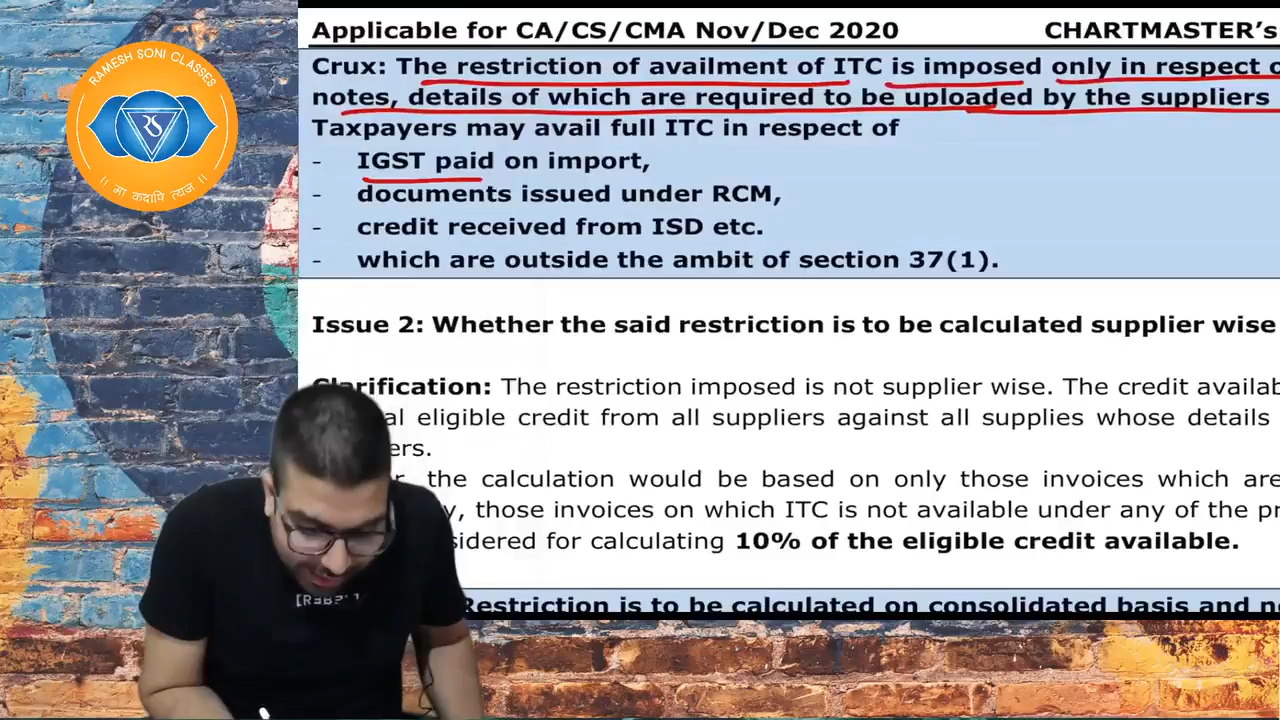 RAMESH SONI CLASSES
RS
।। मा कदापि त्यज ।।
Applicable for CA/CS/CMA Nov/Dec 2020 CHARTMASTER's
Crux: The restriction of availment of ITC is imposed only in respect
notes, details of which are required to be uploaded by the suppliers
Taxpayers may avail full ITC in respect of
- IGST paid on import,
- documents issued under RCM,
- credit received from ISD etc.
- which are outside the ambit of section 37(1).
Issue 2: Whether the said restriction is to be calculated supplier wise
Clarification: The restriction imposed is not supplier wise. The credit
eligible credit from all suppliers against all supplies whose details
the calculation would be based on only those invoices which are
those invoices on which ITC is not available under any of the
for calculating 10% of the eligible credit available.
Restriction is to be calculated on consolidated basis and